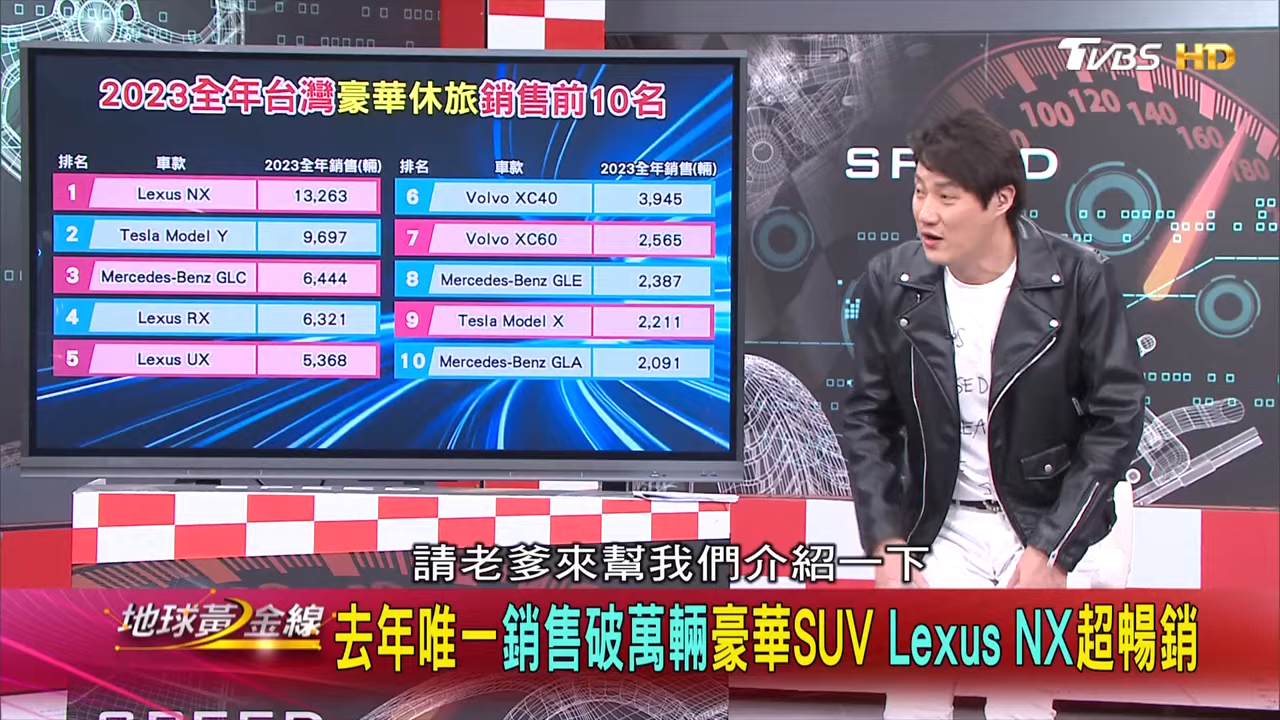 TVBS HD
2023全年台灣豪華休旅銷售前10名
排名 車款 2023全年銷售(輛)
1 Lexus NX 13,263
2 Tesla Model Y 9,697
3 Mercedes-Benz GLC 6,444
4 Lexus RX 6,321
5 Lexus UX 5,368
排名 車款 2023全年銷售(輛)
6 Volvo XC40 3,945
7 Volvo XC60 2,565
8 Mercedes-Benz GLE 2,387
9 Tesla Model X 2,211
10 Mercedes-Benz GLA 2,091
100 120 140 160 180
請老爹來幫我們介紹一下
地球黃金線
去年唯一銷售破萬輛豪華SUV Lexus NX超暢銷